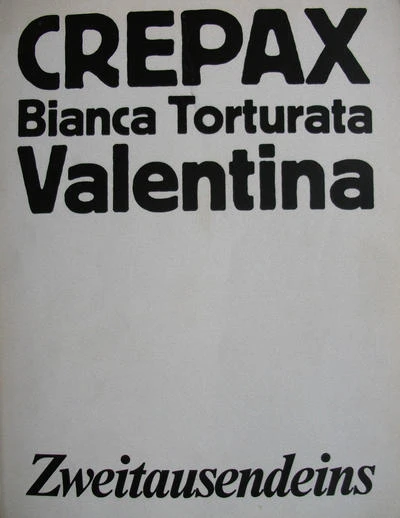 CREPAX
Bianca Torturata
Valentina
Zweitausendeins